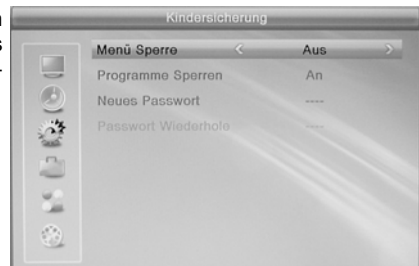 Kindersicherung
Menü Sperre < Aus >
Programme Sperren An
Neues Passwort ----
Passwort Wiederhole ----